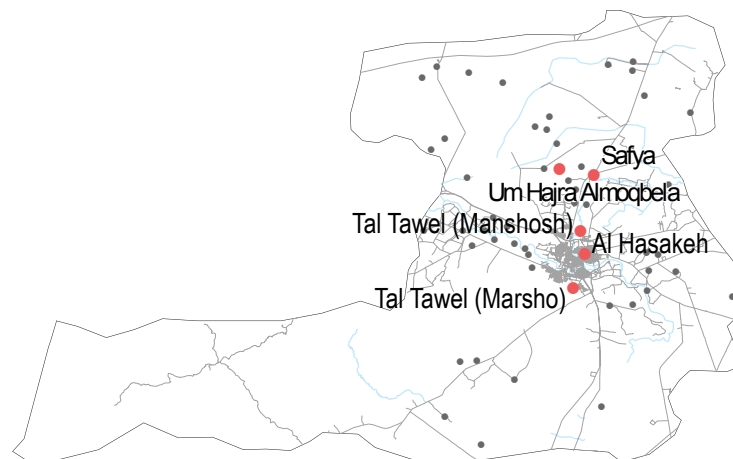 Safya
Um Hajra Almoqbela
Tal Tawel (Manshosh)
Al Hasakeh
Tal Tawel (Marsho)